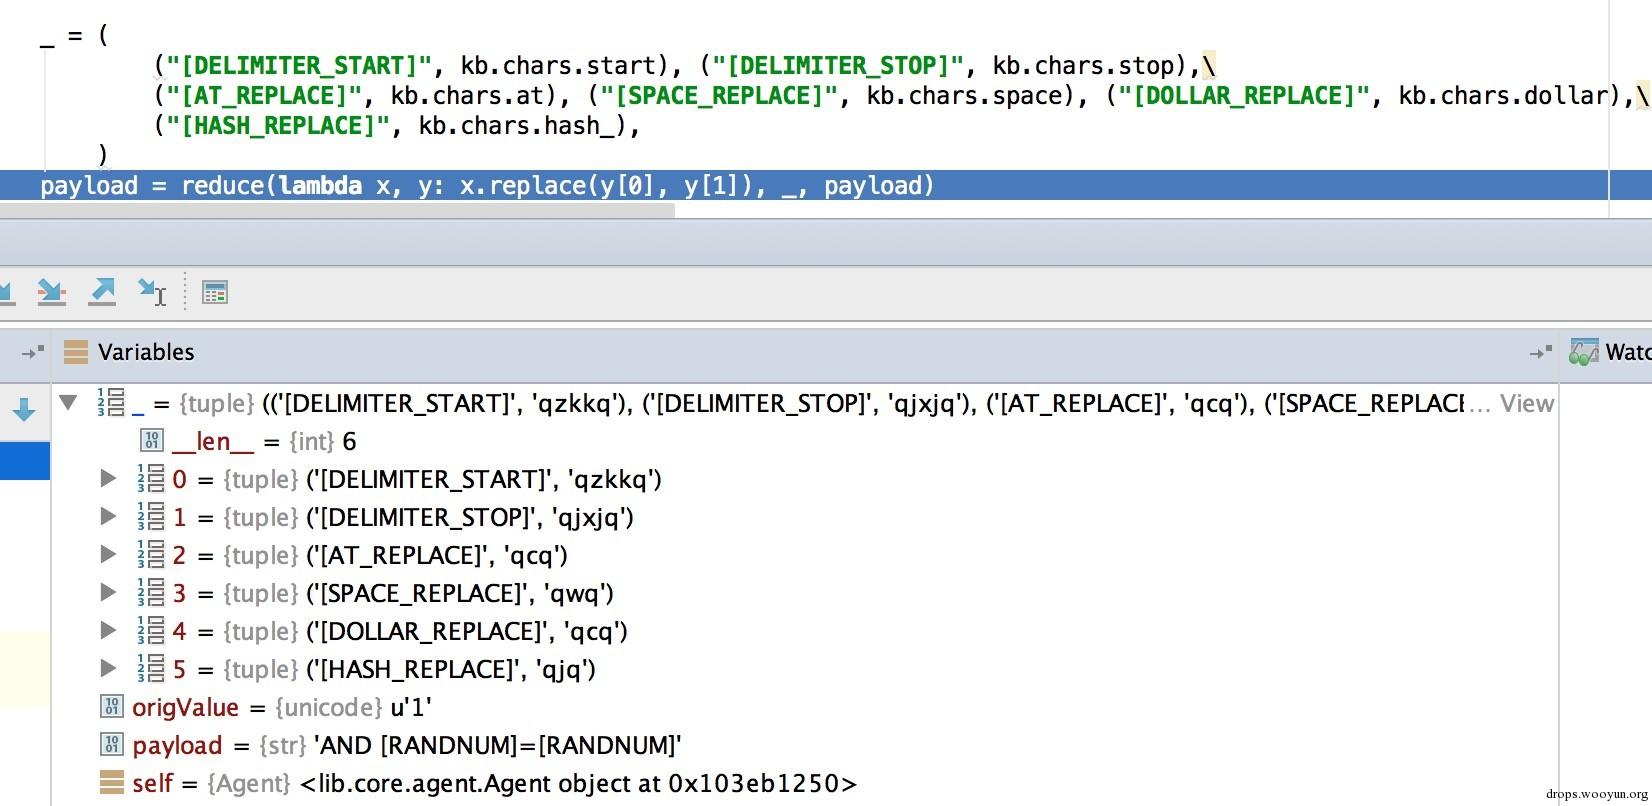 _ = (
("[DELIMITER_START]", kb.chars.start), ("[DELIMITER_STOP]", kb.chars.stop),\
("[AT_REPLACE]", kb.chars.at), ("[SPACE_REPLACE]", kb.chars.space), ("[DOLLAR_REPLACE]", kb.chars.dollar),\
("[HASH_REPLACE]", kb.chars.hash_),
)
payload = reduce(lambda x, y: x.replace(y[0], y[1]), _, payload)
Variables
Watc
_ = {tuple} (('[DELIMITER_START]', 'qzkkq'), ('[DELIMITER_STOP]', 'qjxjq'), ('[AT_REPLACE]', 'qcq'), ('[SPACE_REPLACE… View
__len__ = {int} 6
0 = {tuple} ('[DELIMITER_START]', 'qzkkq')
1 = {tuple} ('[DELIMITER_STOP]', 'qjxjq')
2 = {tuple} ('[AT_REPLACE]', 'qcq')
3 = {tuple} ('[SPACE_REPLACE]', 'qwq')
4 = {tuple} ('[DOLLAR_REPLACE]', 'qcq')
5 = {tuple} ('[HASH_REPLACE]', 'qjq')
origValue = {unicode} u'1'
payload = {str} 'AND [RANDNUM]=[RANDNUM]'
self = {Agent} <lib.core.agent.Agent object at 0x103eb1250>
drops.wooyun.org